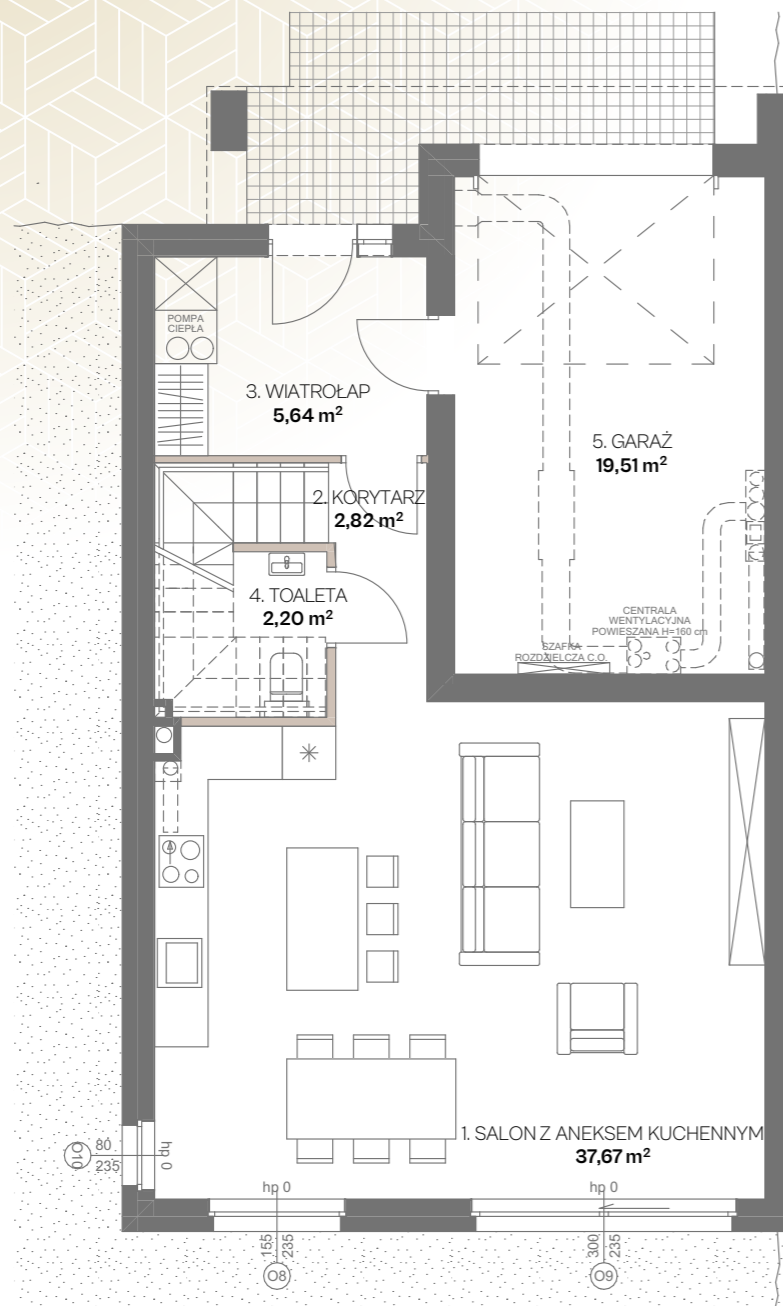 POMPA
CIEPŁA
3. WIATROŁAP
5,64 m²
5. GARAŻ
19,51 m²
2. KORYTARZ
2,82 m²
4. TOALETA
2,20 m²
CENTRALA
WENTYLACYJNA
POWIESZANA H=160 cm
SZAFKA
ROZDZIELCZA C.O.
1. SALON Z ANEKSEM KUCHENNYM
37,67 m²
O10
80
235
hp 0
hp 0
hp 0
155
235
300
235
O8
O9